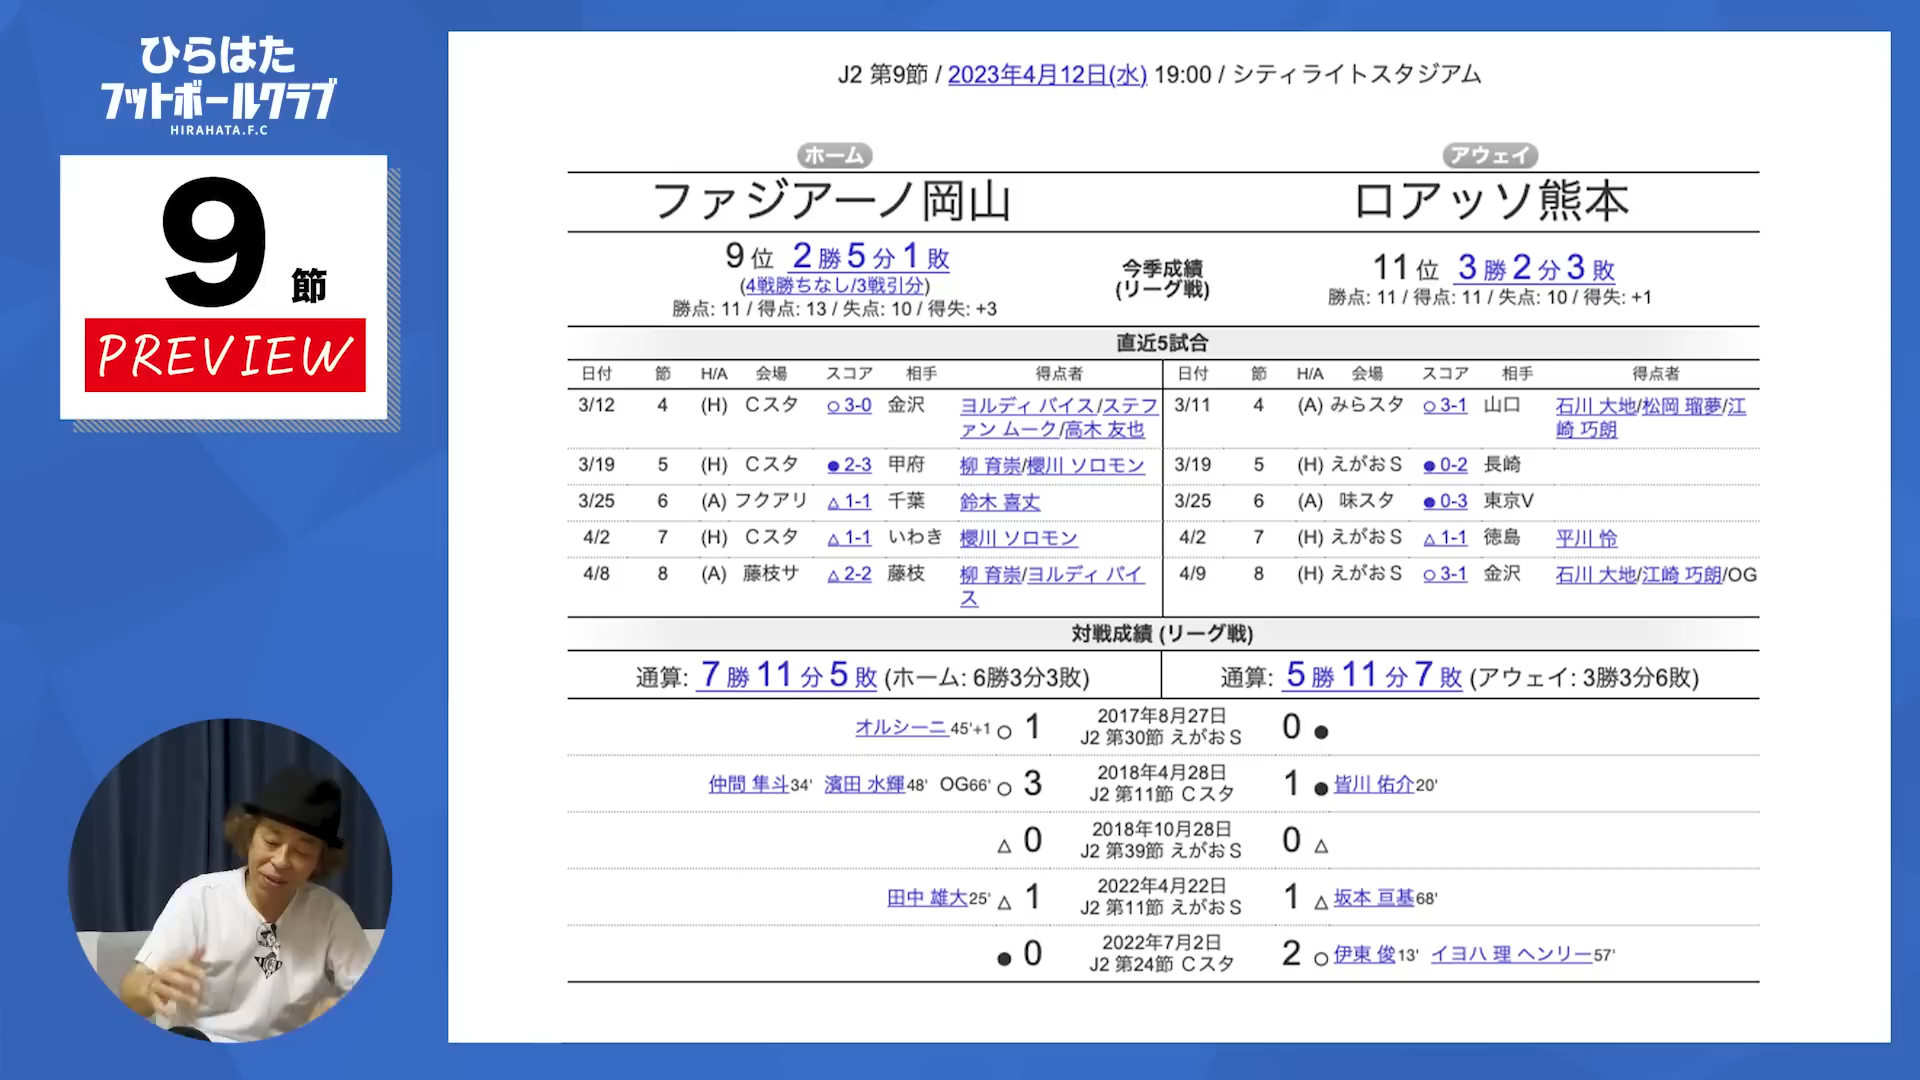 ひらはた
フットボールクラブ
HIRAHATA.F.C
9 節
PREVIEW
J2 第9節 / 2023年4月12日(水) 19:00 / シティライトスタジアム
ホーム アウェイ
ファジアーノ岡山 ロアッソ熊本
9 位 2 勝 5 分 1 敗
(4戦勝ちなし/3戦引分)
勝点: 11 / 得点: 13 / 失点: 10 / 得失: +3
今季成績
(リーグ戦)
11 位 3 勝 2 分 3 敗
勝点: 11 / 得点: 11 / 失点: 10 / 得失: +1
直近5試合
日付 節 H/A 会場 スコア 相手 得点者 日付 節 H/A 会場 スコア 相手 得点者
3/12 4 (H) Cスタ ○ 3-0 金沢 ヨルディ バイス/ステフ
ァン ムーク/高木 友也
3/11 4 (A) みらスタ ○ 3-1 山口 石川 大地/松岡 瑠夢/江
崎 巧朗
3/19 5 (H) Cスタ ● 2-3 甲府 柳 育崇/櫻川 ソロモン 3/19 5 (H) えがおS ● 0-2 長崎
3/25 6 (A) フクアリ △ 1-1 千葉 鈴木 喜丈 3/25 6 (A) 味スタ ● 0-3 東京V
4/2 7 (H) Cスタ △ 1-1 いわき 櫻川 ソロモン 4/2 7 (H) えがおS △ 1-1 徳島 平川 怜
4/8 8 (A) 藤枝サ △ 2-2 藤枝 柳 育崇/ヨルディ バイ
ス
4/9 8 (H) えがおS ○ 3-1 金沢 石川 大地/江崎 巧朗/OG
対戦成績 (リーグ戦)
通算: 7 勝 11 分 5 敗 (ホーム: 6勝3分3敗) 通算: 5 勝 11 分 7 敗 (アウェイ: 3勝3分6敗)
オルシーニ 45'+1 ○ 1 2017年8月27日 0 ●
J2 第30節 えがおS
仲間 隼斗34' 濱田 水輝48' OG66' ○ 3 2018年4月28日 1 ● 皆川 佑介20'
J2 第11節 Cスタ
△ 0 2018年10月28日 0 △
J2 第39節 えがおS
田中 雄大25' △ 1 2022年4月22日 1 △ 坂本 亘基68'
J2 第11節 えがおS
● 0 2022年7月2日 2 ○ 伊東 俊13' イヨハ 理 ヘンリー57'
J2 第24節 Cスタ